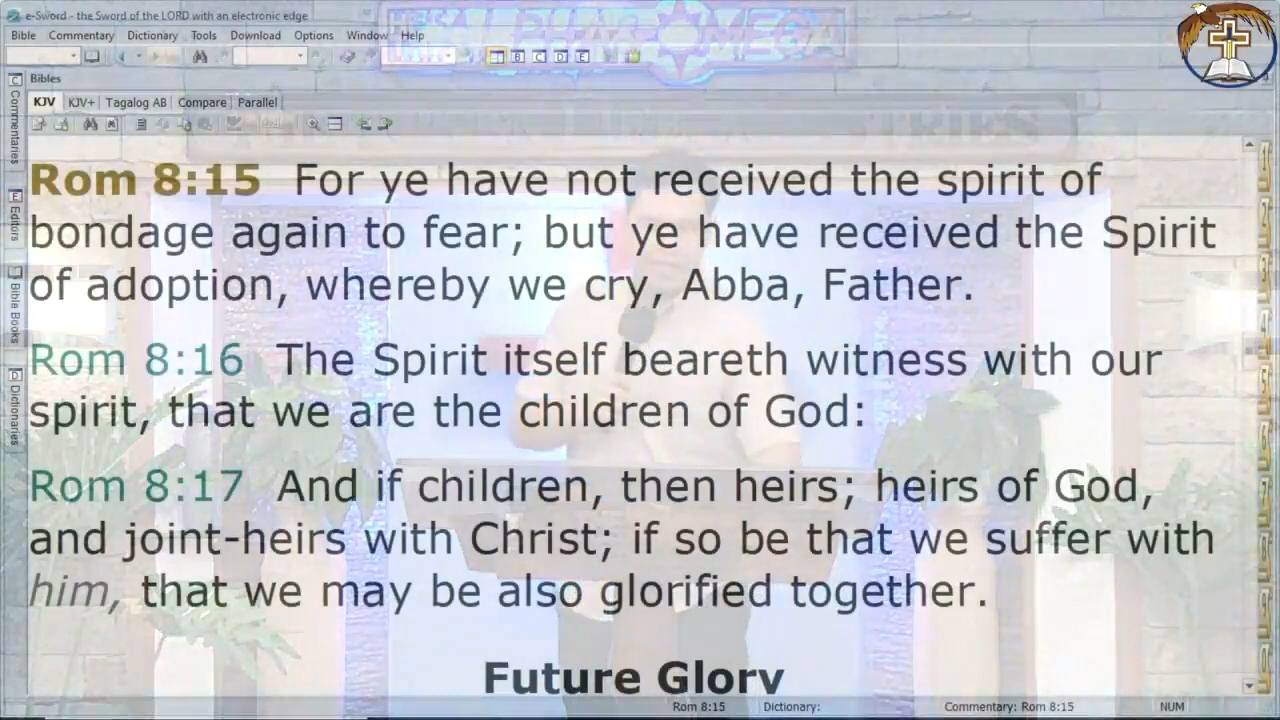 e-Sword - the Sword of the LORD with an electronic edge
Bible Commentary Dictionary Tools Download Options Window Help
B C D E
Bibles
KJV KJV+ Tagalog AB Compare Parallel
Commentaries
Editors
Bible Books
Dictionaries
Rom 8:15 For ye have not received the spirit of
bondage again to fear; but ye have received the Spirit
of adoption, whereby we cry, Abba, Father.
Rom 8:16 The Spirit itself beareth witness with our
spirit, that we are the children of God:
Rom 8:17 And if children, then heirs; heirs of God,
and joint-heirs with Christ; if so be that we suffer with
him, that we may be also glorified together.
Future Glory
Rom 8:15 Dictionary: Commentary: Rom 8:15 NUM